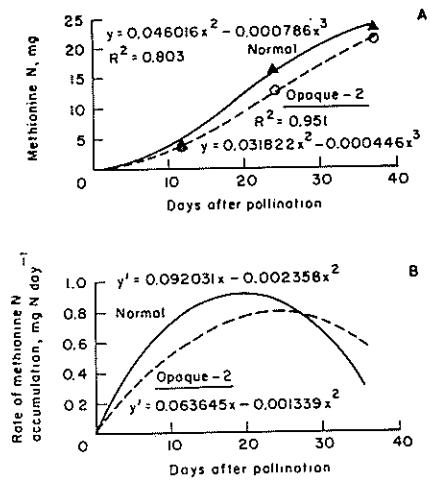 A
25
20
15
10
5
0
Methionine N, mg
y = 0.046016x² − 0.000786x³
R² = 0.803
Normal
Opaque-2
R² = 0.951
y = 0.031822x² − 0.000446x³
10 20 30 40
Days after pollination
B
1.0
0.8
0.6
0.4
0 2
0
Rate of methionine N
accumulation, mg N day⁻¹
y' = 0.092031x − 0.002358x²
Normal
Opaque-2
y' = 0.063645x − 0.001339x²
0 10 20 30 40
Days after pollination